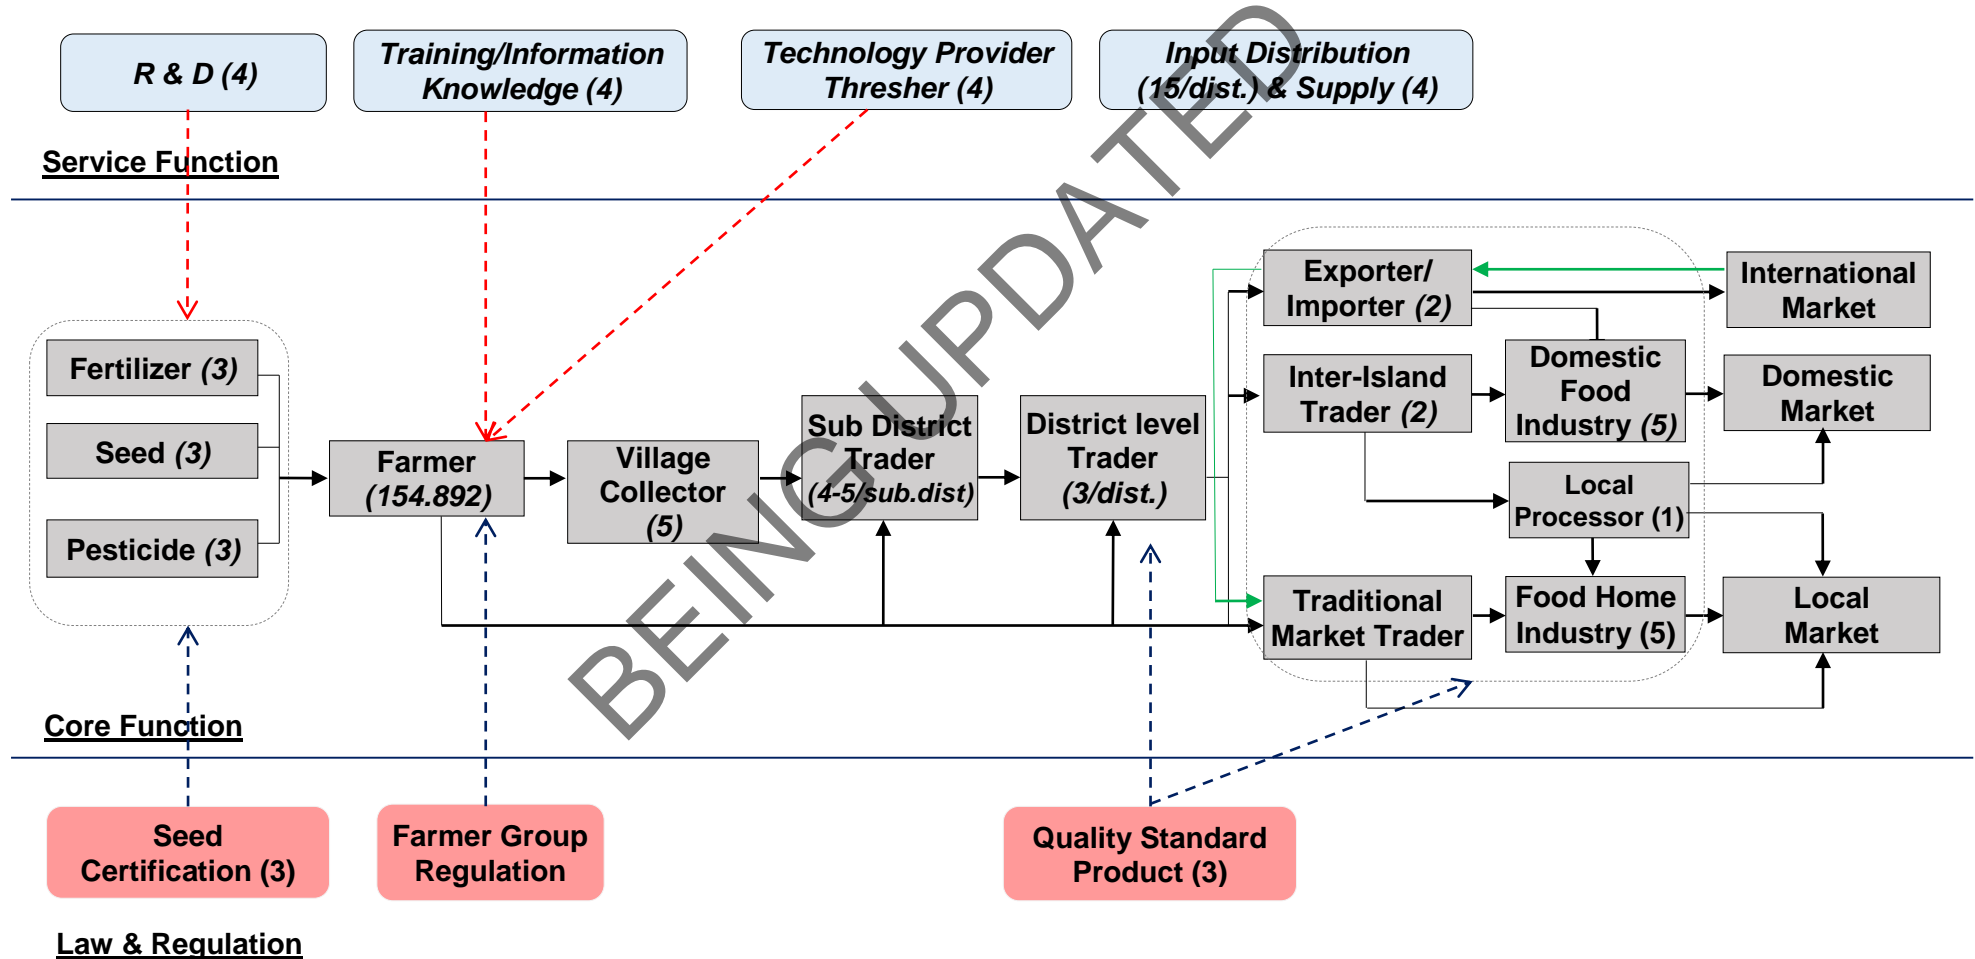 R & D (4)
Training/Information
Knowledge (4)
Technology Provider
Thresher (4)
Input Distribution
(15/dist.) & Supply (4)
Service Function
Fertilizer (3)
Seed (3)
Pesticide (3)
Farmer
(154.892)
Village
Collector
(5)
Sub District
Trader
(4-5/sub.dist)
District level
Trader
(3/dist.)
Exporter/
Importer (2)
International
Market
Inter-Island
Trader (2)
Domestic
Food
Industry (5)
Domestic
Market
Local
Processor (1)
Traditional
Market Trader
Food Home
Industry (5)
Local
Market
BEING UPDATED
Core Function
Seed
Certification (3)
Farmer Group
Regulation
Quality Standard
Product (3)
Law & Regulation